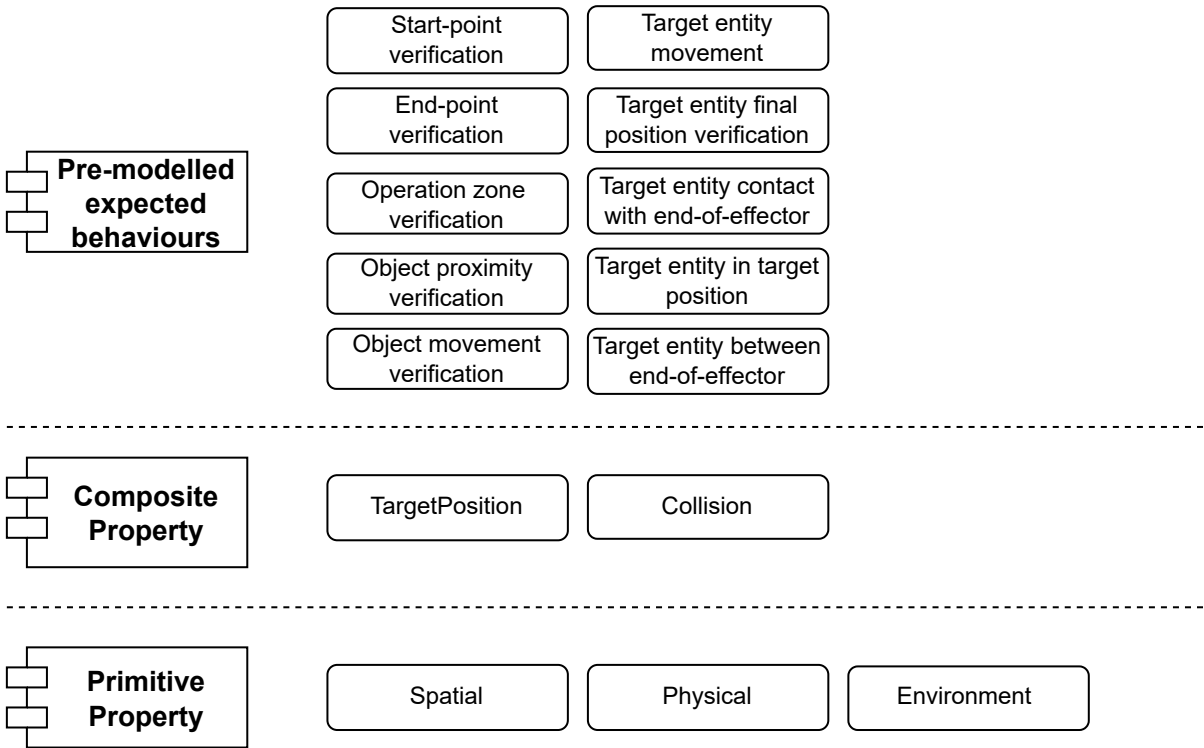 Pre-modelled
expected
behaviours
Start-point
verification
Target entity
movement
End-point
verification
Target entity final
position verification
Operation zone
verification
Target entity contact
with end-of-effector
Object proximity
verification
Target entity in target
position
Object movement
verification
Target entity between
end-of-effector
Composite
Property
TargetPosition
Collision
Primitive
Property
Spatial
Physical
Environment